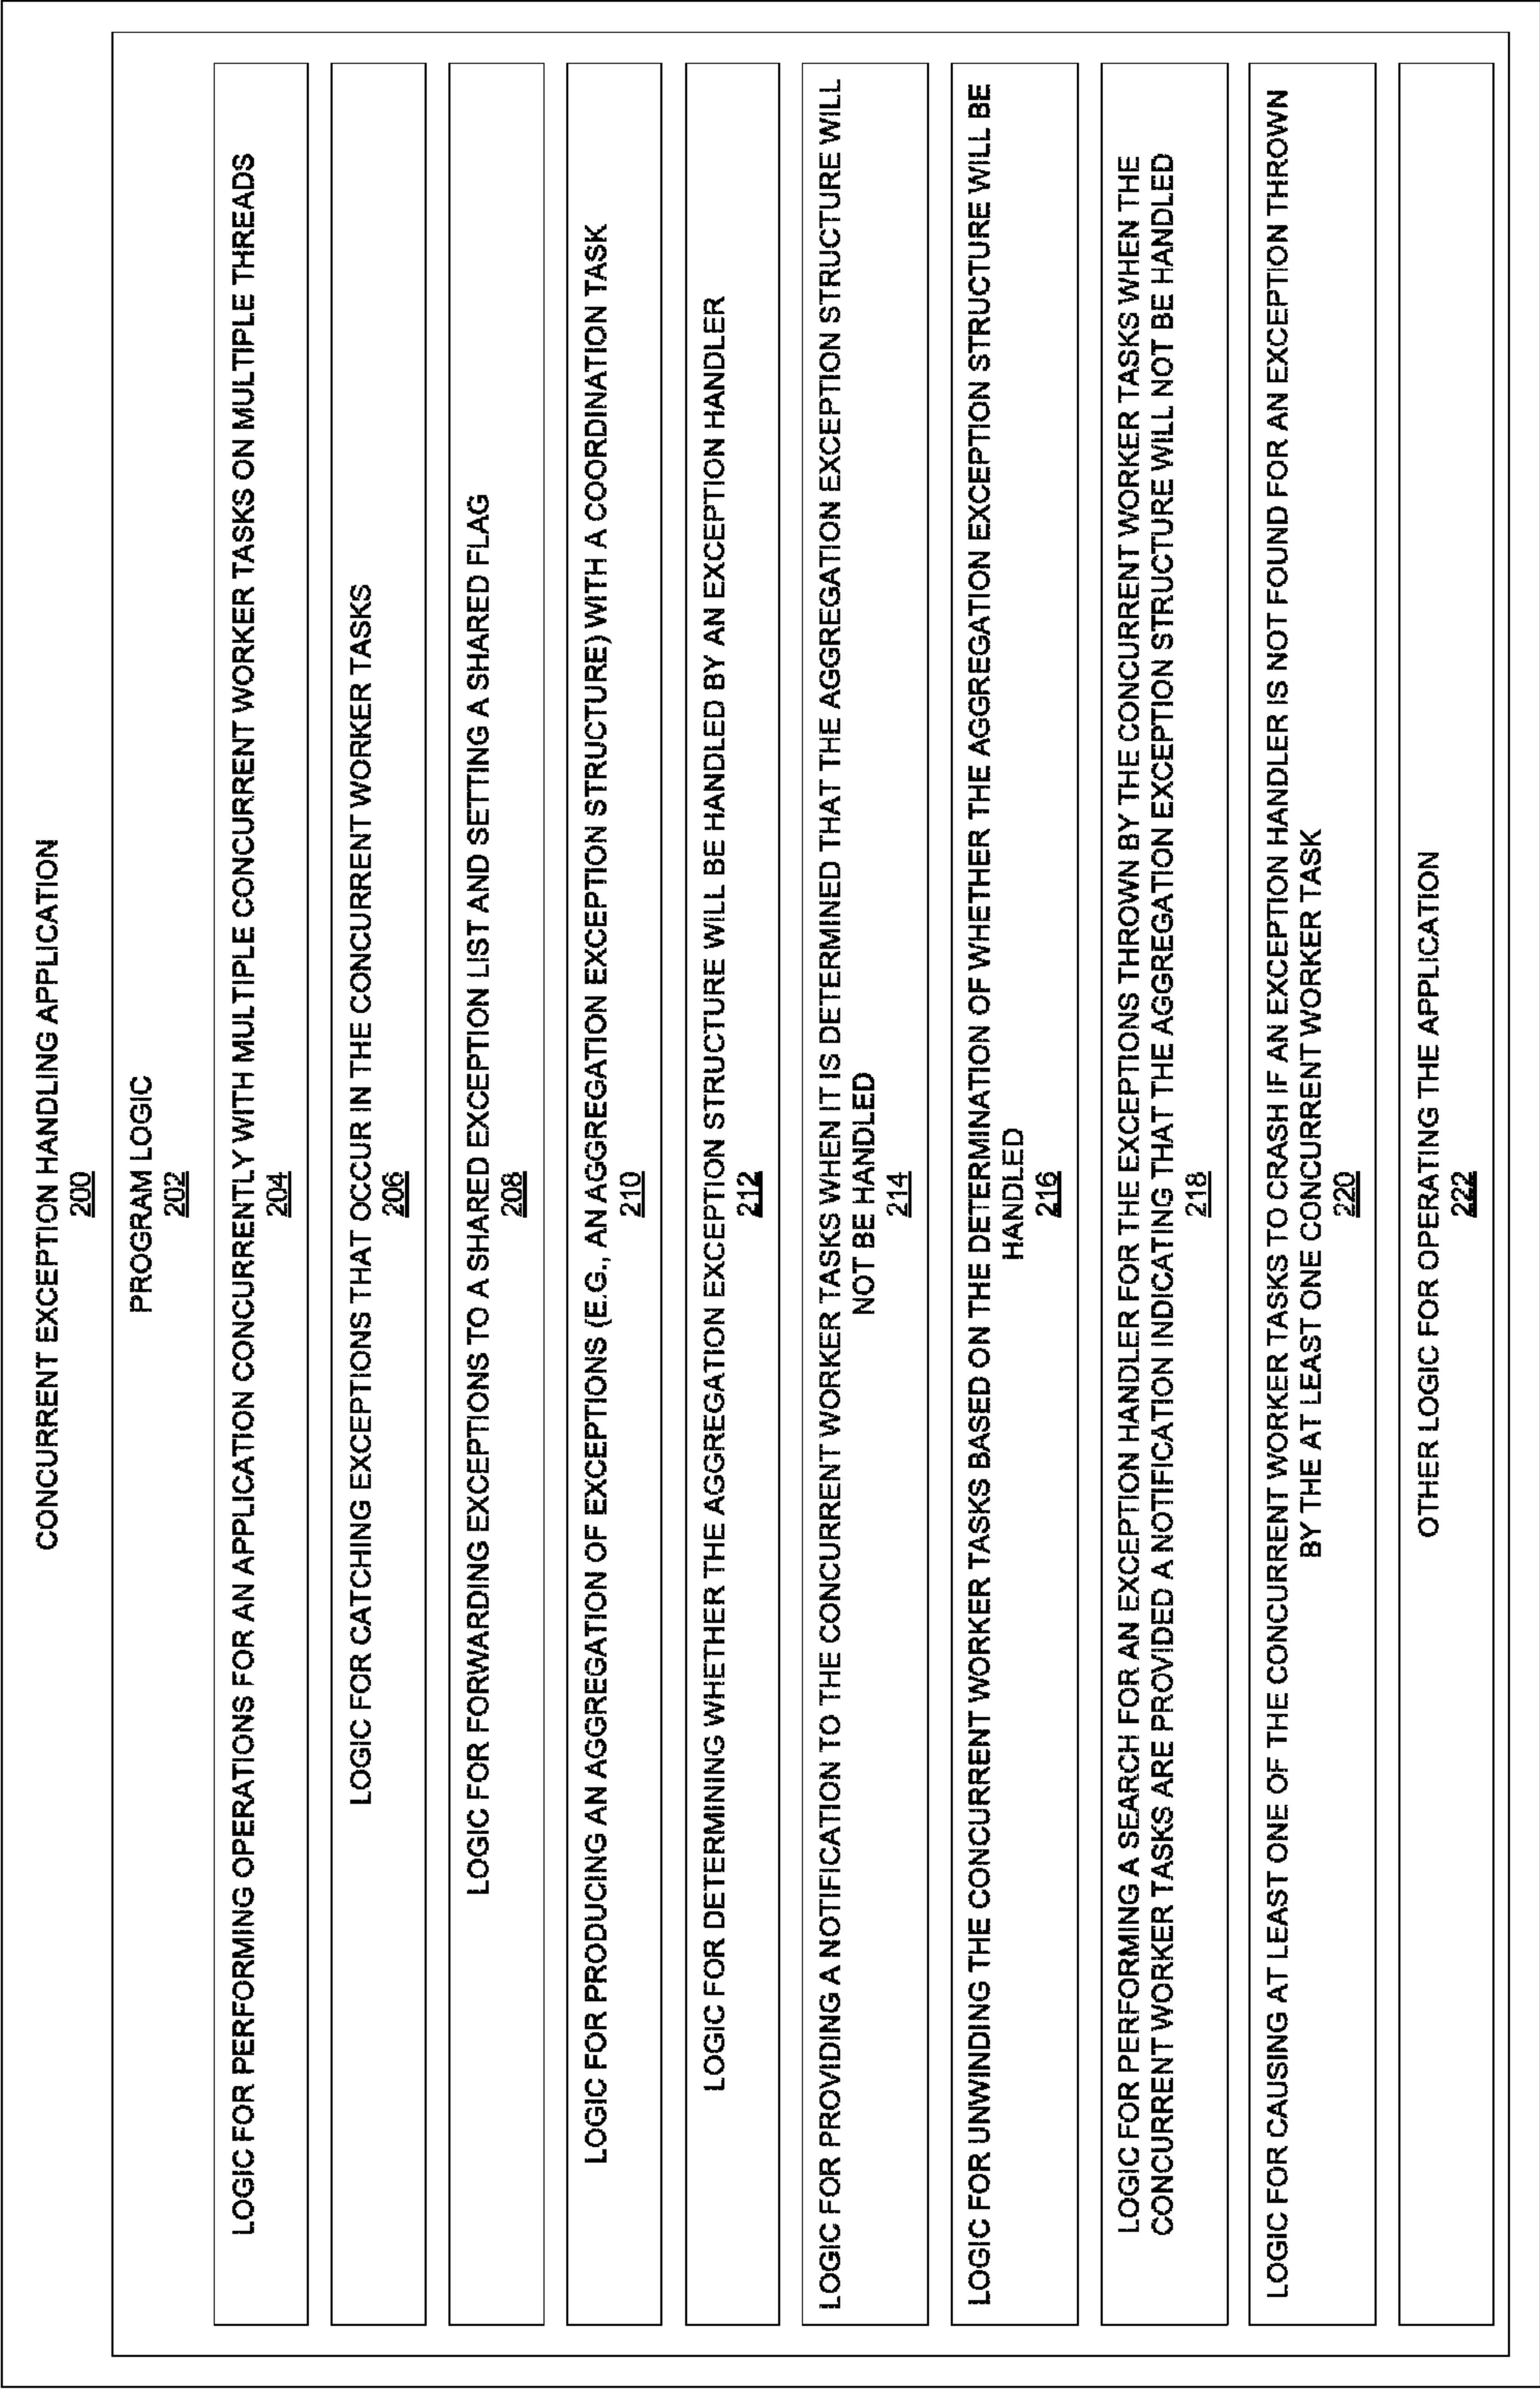 CONCURRENT EXCEPTION HANDLING APPLICATION
200
PROGRAM LOGIC
202
LOGIC FOR PERFORMING OPERATIONS FOR AN APPLICATION CONCURRENTLY WITH MULTIPLE CONCURRENT WORKER TASKS ON MULTIPLE THREADS
204
LOGIC FOR CATCHING EXCEPTIONS THAT OCCUR IN THE CONCURRENT WORKER TASKS
206
LOGIC FOR FORWARDING EXCEPTIONS TO A SHARED EXCEPTION LIST AND SETTING A SHARED FLAG
208
LOGIC FOR PRODUCING AN AGGREGATION OF EXCEPTIONS (E.G., AN AGGREGATION EXCEPTION STRUCTURE) WITH A COORDINATION TASK
210
LOGIC FOR DETERMINING WHETHER THE AGGREGATION EXCEPTION STRUCTURE WILL BE HANDLED BY AN EXCEPTION HANDLER
212
LOGIC FOR PROVIDING A NOTIFICATION TO THE CONCURRENT WORKER TASKS WHEN IT IS DETERMINED THAT THE AGGREGATION EXCEPTION STRUCTURE WILL
NOT BE HANDLED
214
LOGIC FOR UNWINDING THE CONCURRENT WORKER TASKS BASED ON THE DETERMINATION OF WHETHER THE AGGREGATION EXCEPTION STRUCTURE WILL BE
HANDLED
216
LOGIC FOR PERFORMING A SEARCH FOR AN EXCEPTION HANDLER FOR THE EXCEPTIONS THROWN BY THE CONCURRENT WORKER TASKS WHEN THE
CONCURRENT WORKER TASKS ARE PROVIDED A NOTIFICATION INDICATING THAT THE AGGREGATION EXCEPTION STRUCTURE WILL NOT BE HANDLED
218
LOGIC FOR CAUSING AT LEAST ONE OF THE CONCURRENT WORKER TASKS TO CRASH IF AN EXCEPTION HANDLER IS NOT FOUND FOR AN EXCEPTION THROWN
BY THE AT LEAST ONE CONCURRENT WORKER TASK
220
OTHER LOGIC FOR OPERATING THE APPLICATION
222